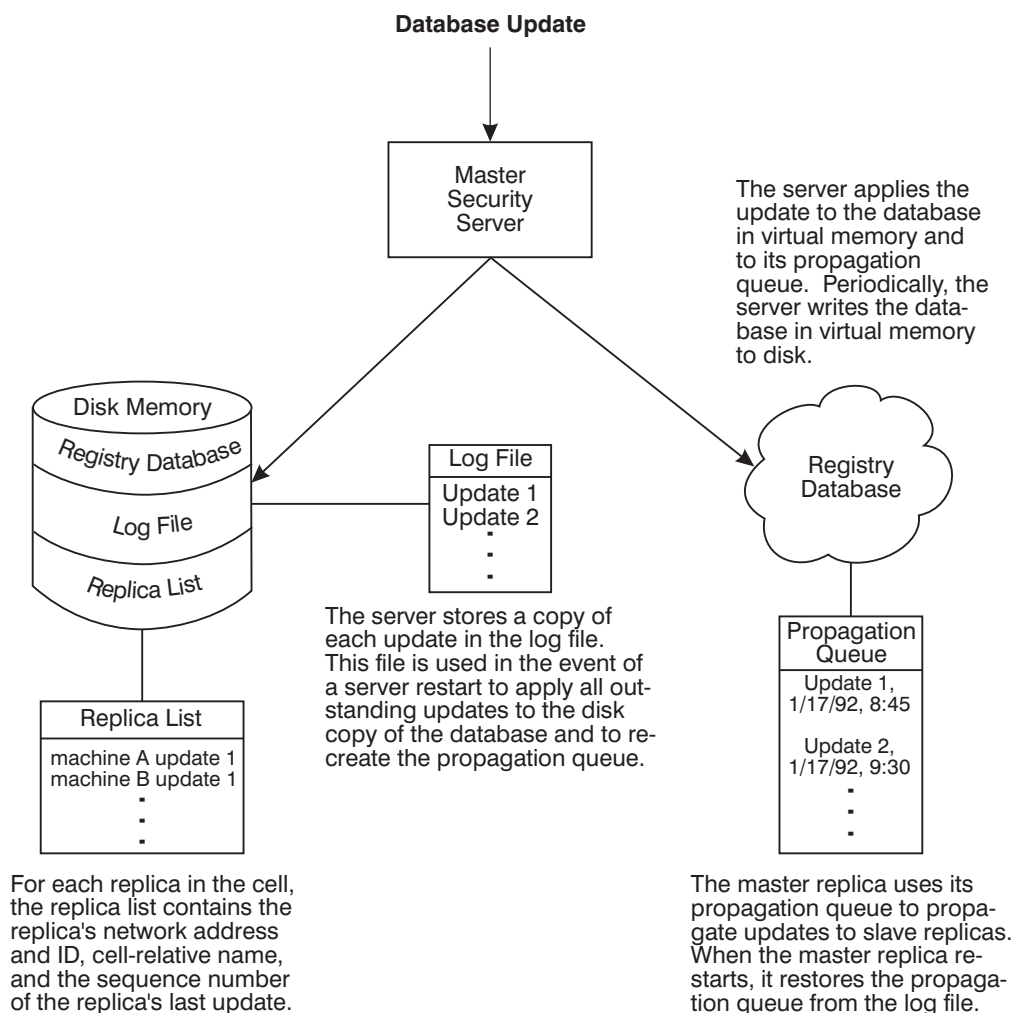 Database Update
Master
Security
Server
The server applies the
update to the database
in virtual memory and
to its propagation
queue.  Periodically, the
server writes the data-
base in virtual memory
to disk.
Disk Memory
Registry Database
Log File
Replica List
Log File
Update 1
Update 2
Registry
Database
The server stores a copy of
each update in the log file.
This file is used in the event of
a server restart to apply all out-
standing updates to the disk
copy of the database and to re-
create the propagation queue.
Replica List
machine A update 1
machine B update 1
Propagation
Queue
Update 1,
1/17/92, 8:45
Update 2,
1/17/92, 9:30
For each replica in the cell,
the replica list contains the
replica's network address
and ID, cell-relative name,
and the sequence number
of the replica's last update.
The master replica uses its
propagation queue to propa-
gate updates to slave replicas.
When the master replica re-
starts, it restores the propaga-
tion queue from the log file.